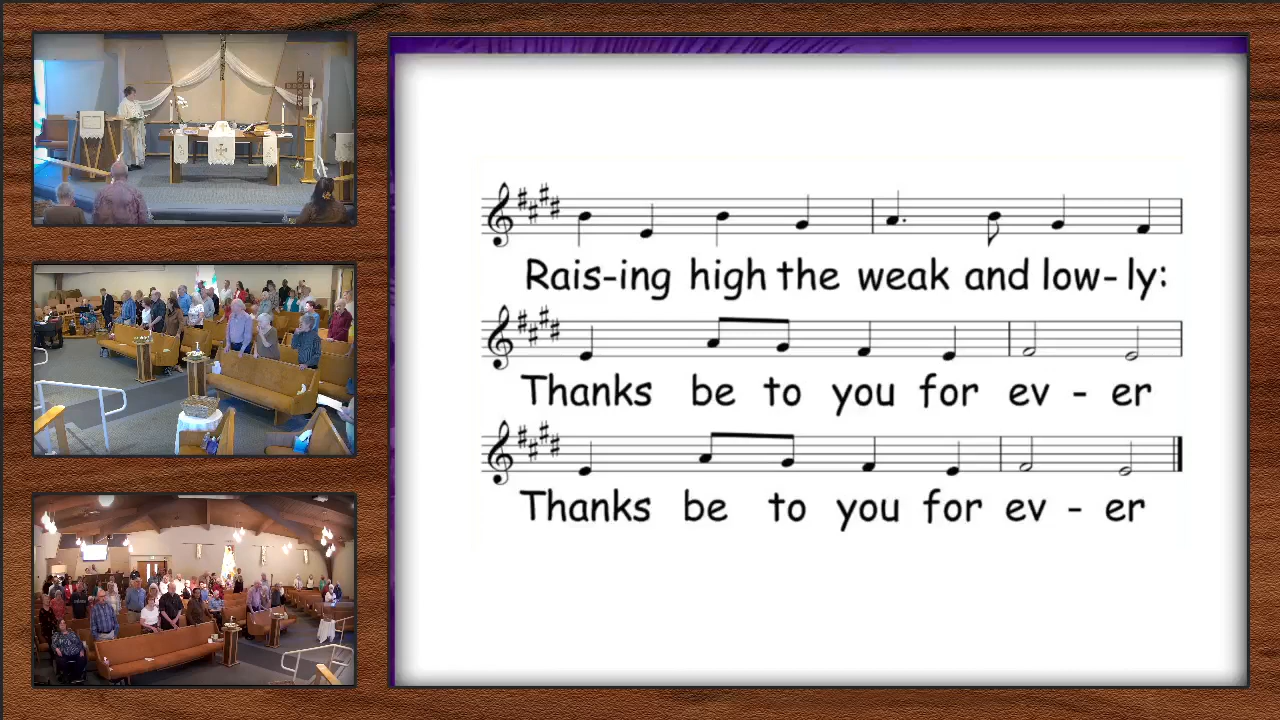 Rais-ing high the weak and low-ly:
Thanks be to you for ev - er
Thanks be to you for ev - er